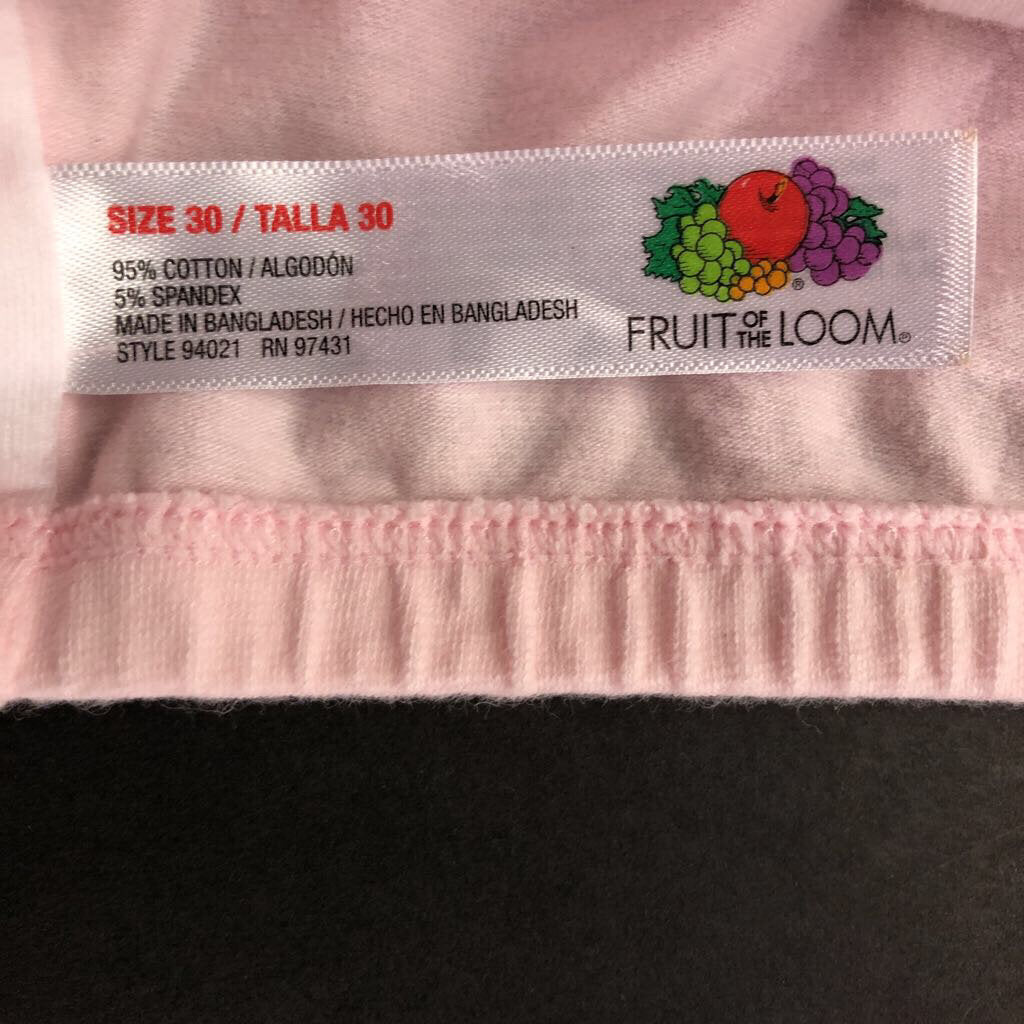 SIZE 30 / TALLA 30
95% COTTON / ALGODÓN
5% SPANDEX
MADE IN BANGLADESH / HECHO EN BANGLADESH
STYLE 94021 RN 97431
®
FRUIT OF THE LOOM®